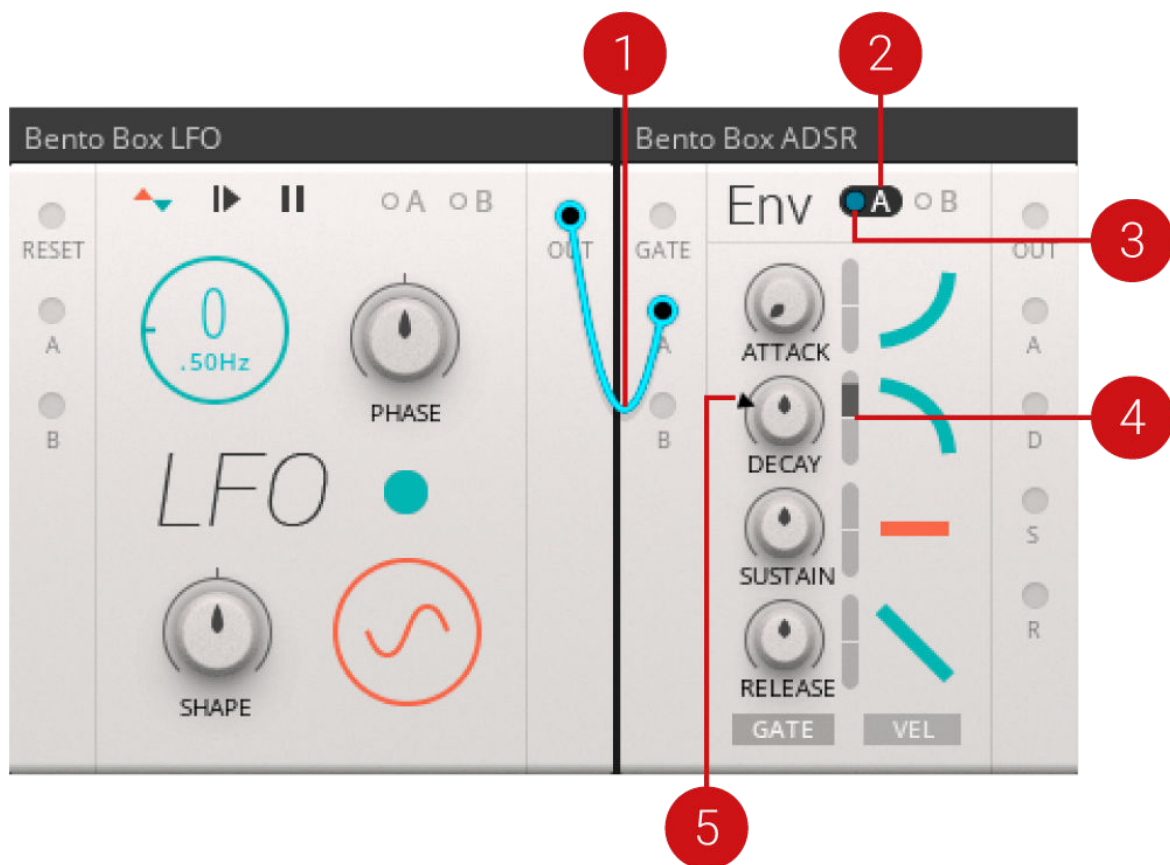 1
2
Bento Box LFO
Bento Box ADSR
A B
Env A B
3
RESET
OUT
GATE
OUT
0
.50Hz
A
A
A
ATTACK
PHASE
5
4
B
B
D
DECAY
LFO
S
SUSTAIN
R
SHAPE
RELEASE
GATE VEL
5